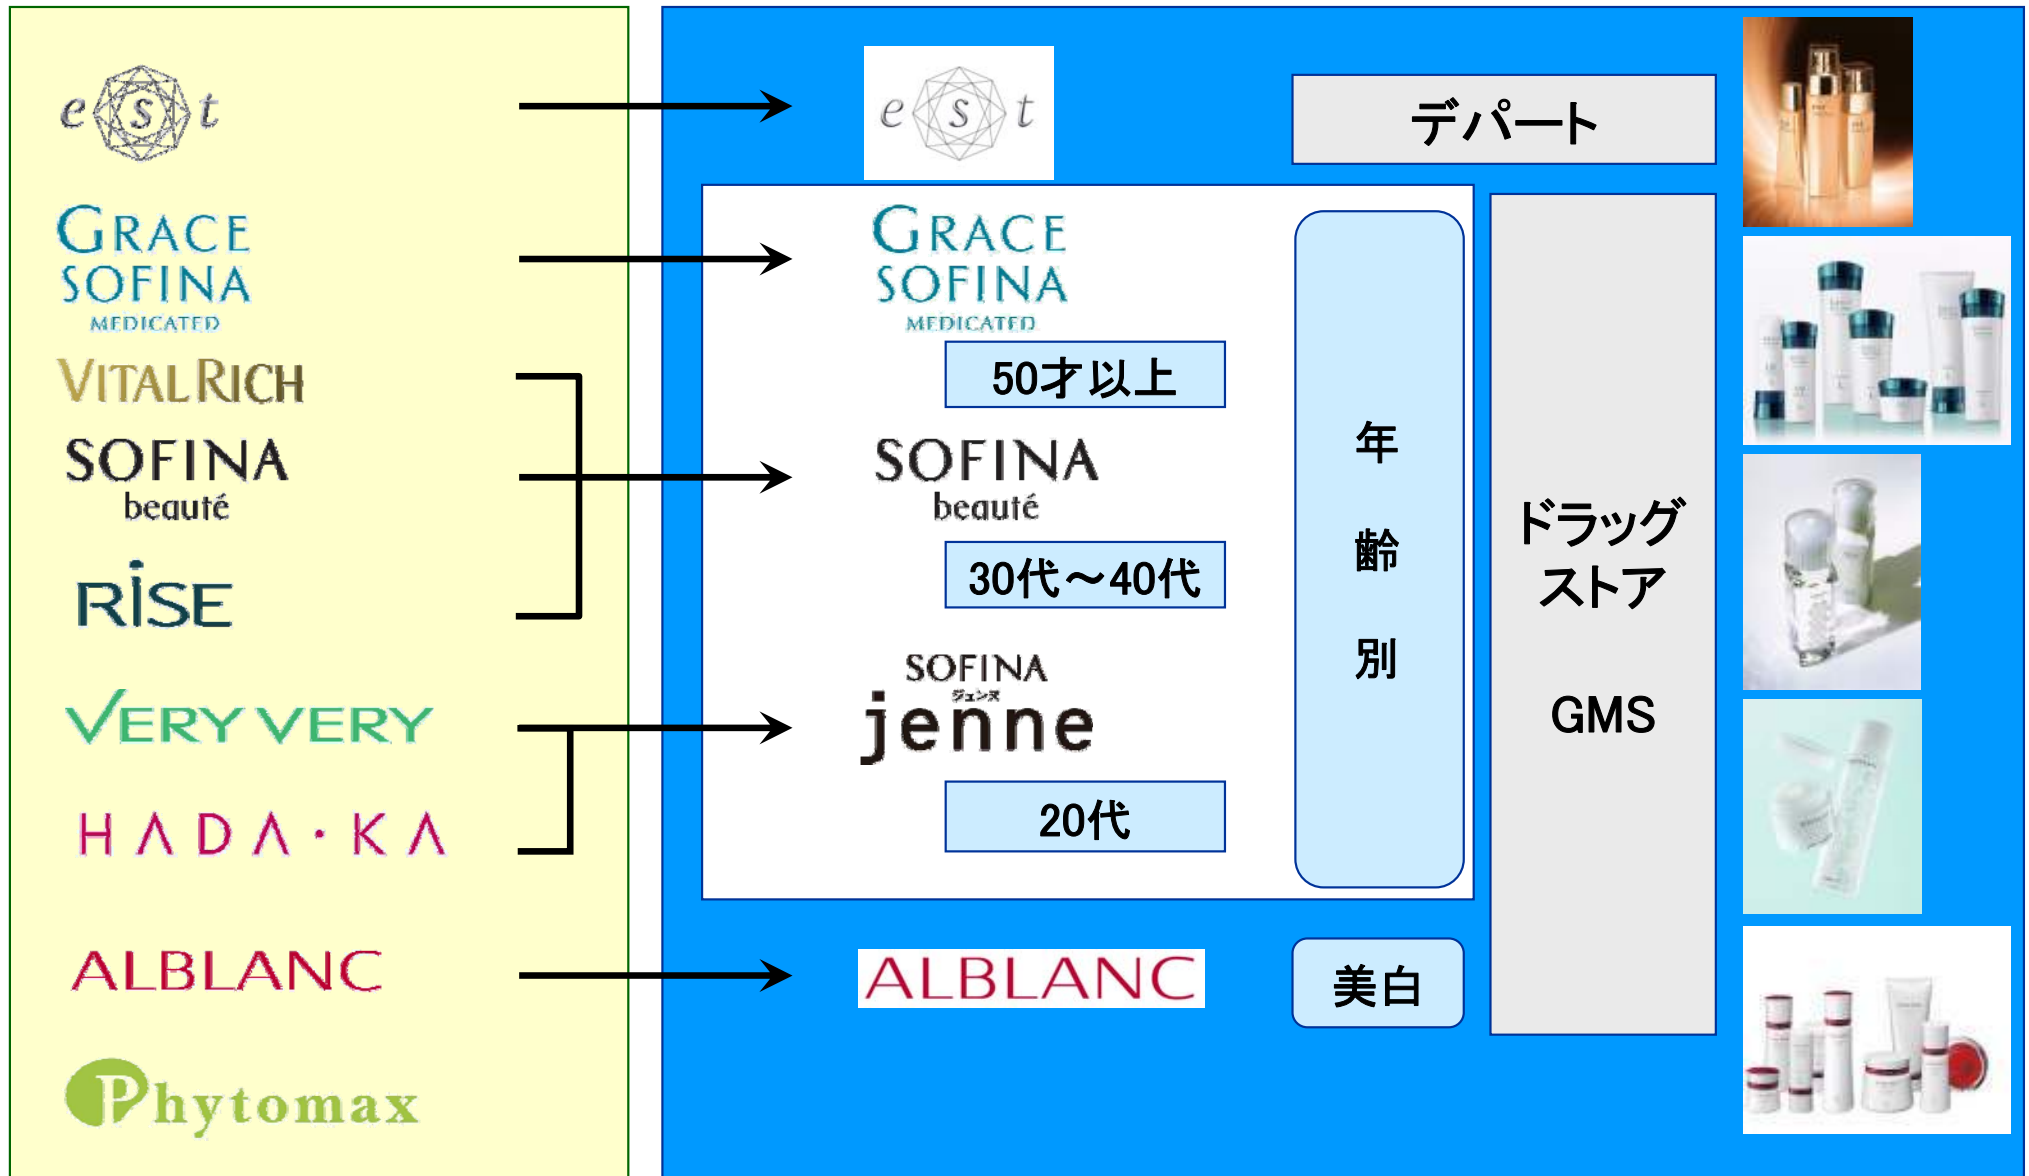 est
GRACE
SOFINA
MEDICATED
VITAL RICH
SOFINA
beauté
RISE
VERY VERY
HADA・KA
ALBLANC
Phytomax
est
GRACE
SOFINA
MEDICATED
50才以上
SOFINA
beauté
30代～40代
SOFINA
ジェンヌ
jenne
20代
ALBLANC
年
齢
別
美白
デパート
ドラッグ
ストア
GMS